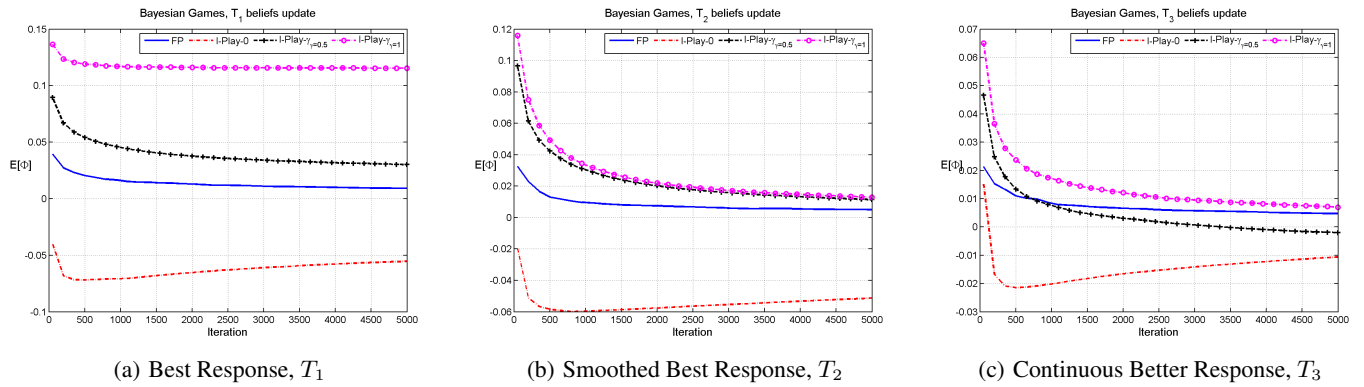 Bayesian Games, T₁ beliefs update
FP I-Play-0 I-Play-γ₁₌₀.₅ I-Play-γ₁₌₁
0.15
0.1
0.05
E[Φ]
0
-0.05
-0.1
0 500 1000 1500 2000 2500 3000 3500 4000 4500 5000
Iteration
(a) Best Response, T₁
Bayesian Games, T₂ beliefs update
FP I-Play-0 I-Play-γ₁₌₀.₅ I-Play-γ₁₌₁
0.12
0.1
0.08
0.06
0.04
E[Φ]
0.02
0
-0.02
-0.04
-0.06
0 500 1000 1500 2000 2500 3000 3500 4000 4500 5000
Iteration
(b) Smoothed Best Response, T₂
Bayesian Games, T₃ beliefs update
FP I-Play-0 I-Play-γ₁₌₀.₅ I-Play-γ₁₌₁
0.07
0.06
0.05
0.04
0.03
E[Φ]
0.02
0.01
0
-0.01
-0.02
-0.03
0 500 1000 1500 2000 2500 3000 3500 4000 4500 5000
Iteration
(c) Continuous Better Response, T₃